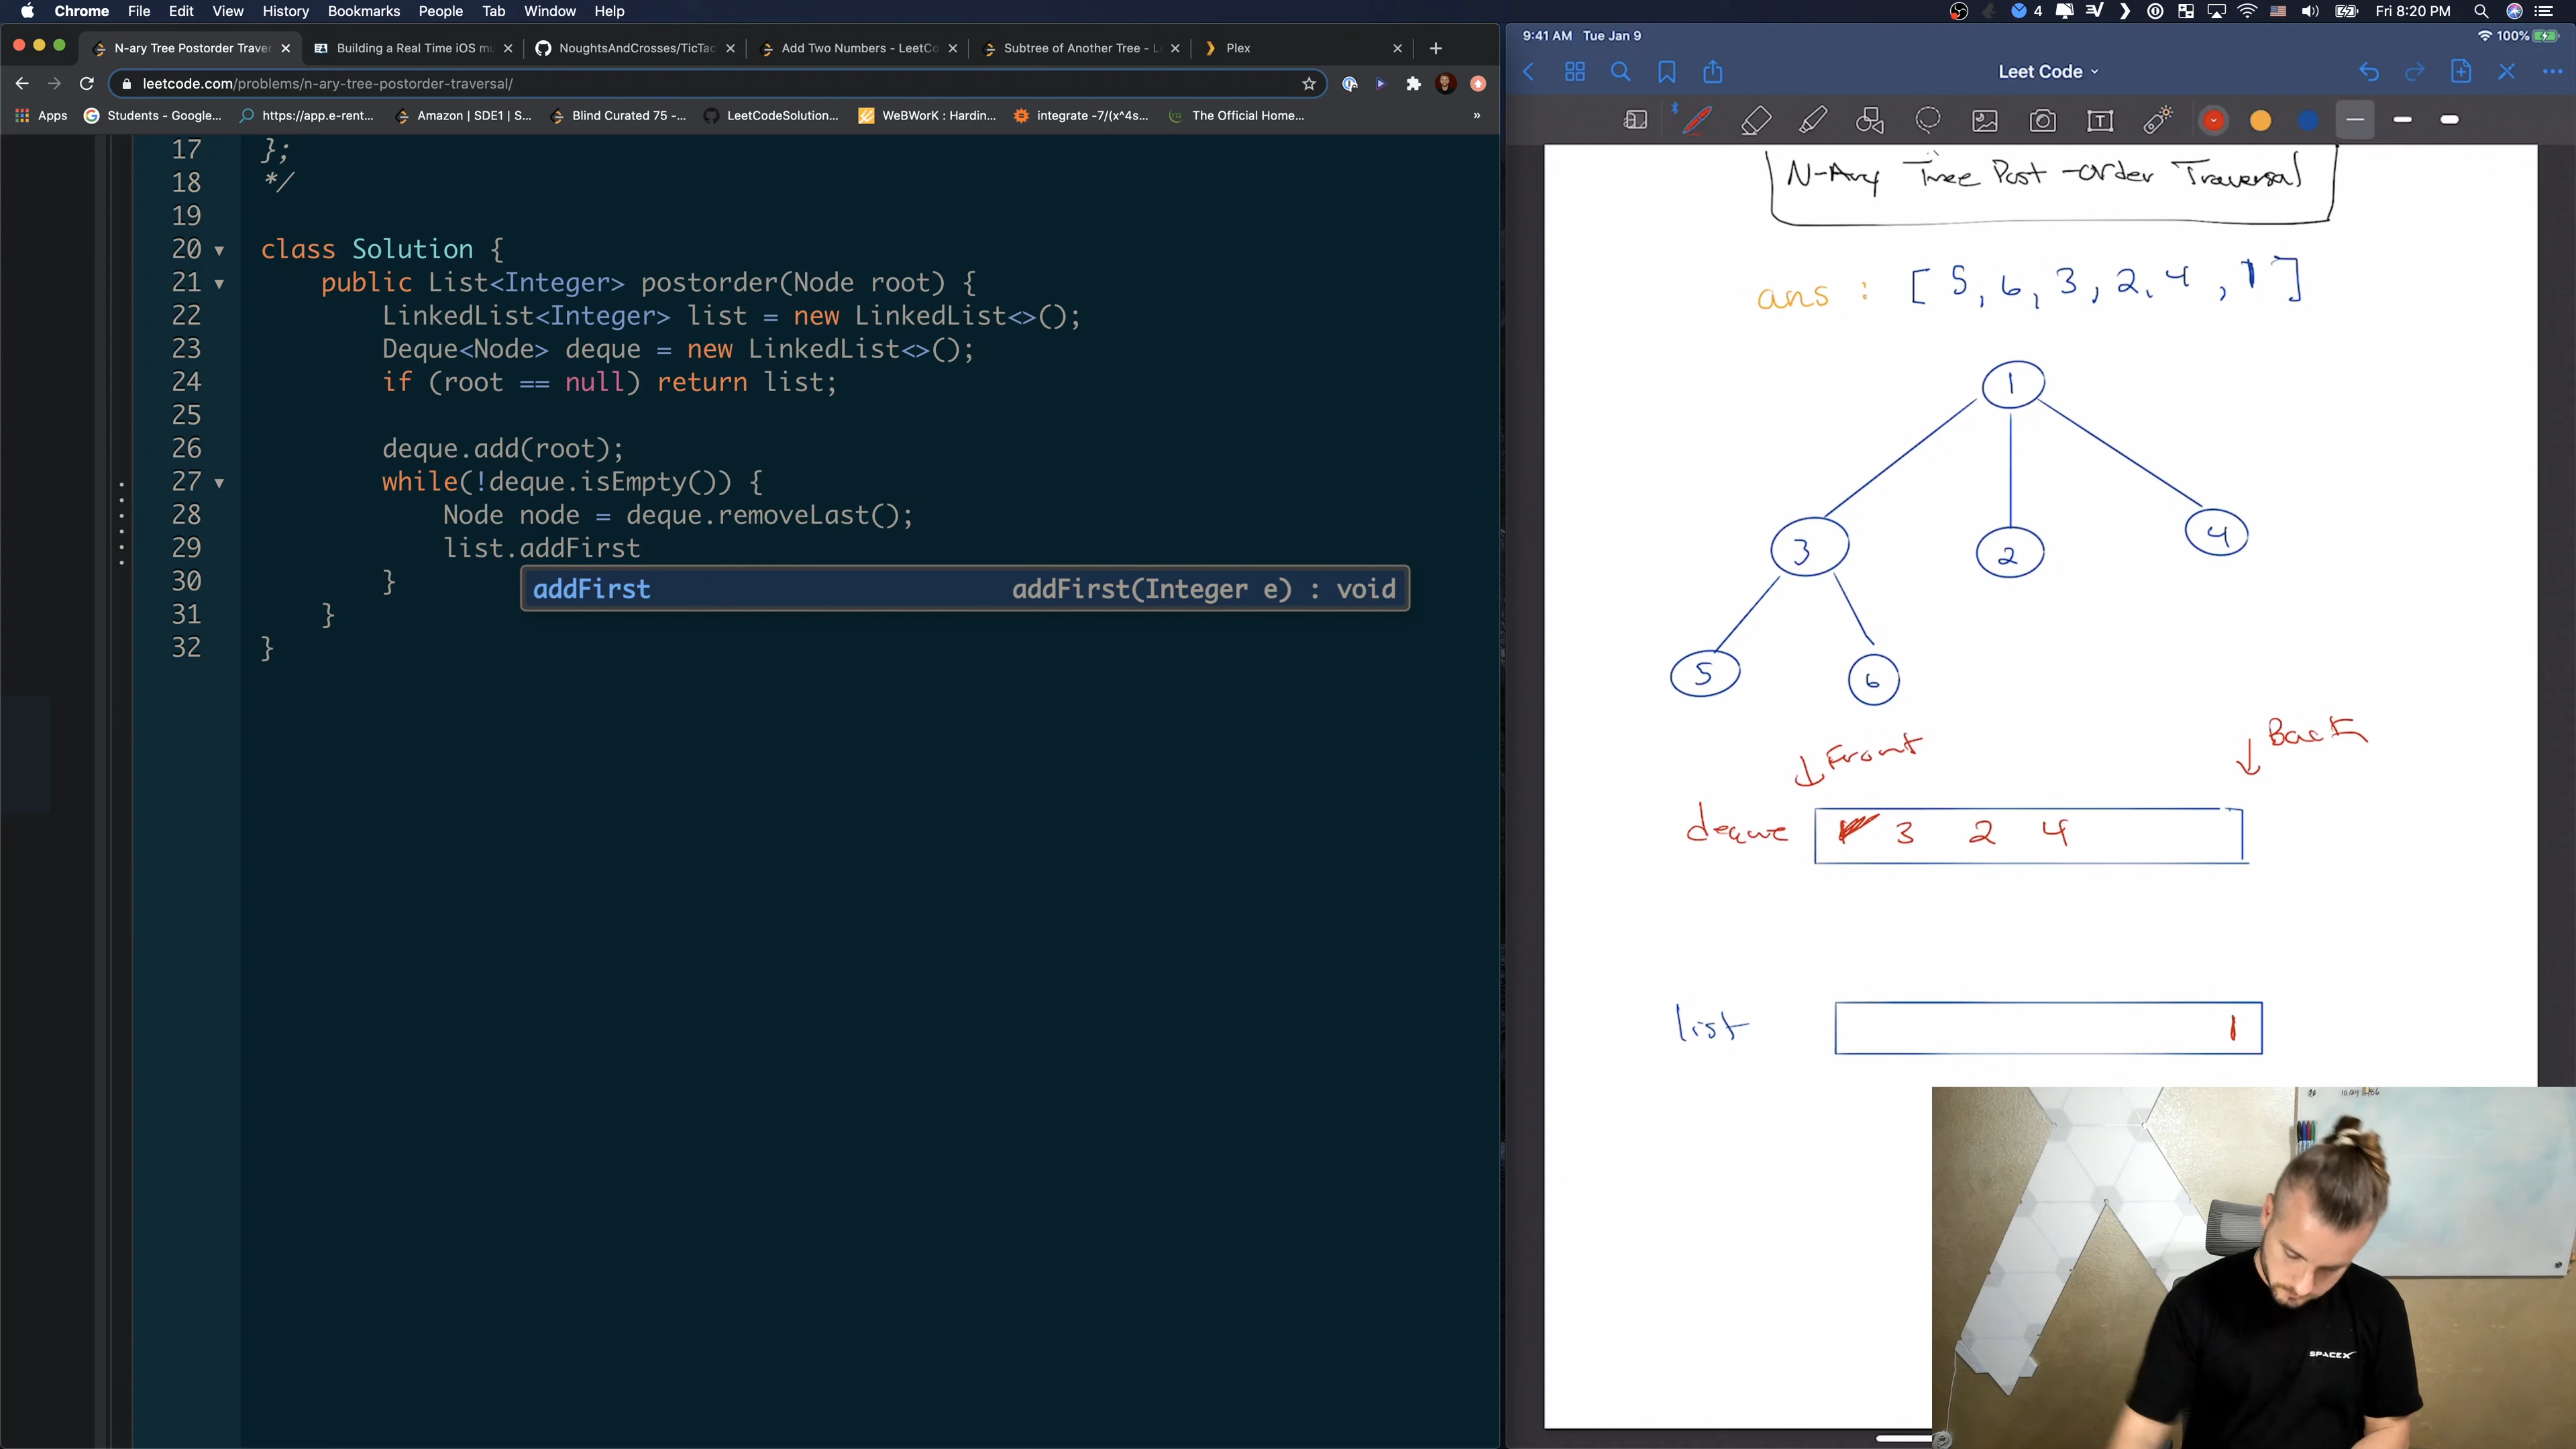 Chrome File Edit View History Bookmarks People Tab Window Help
4
Fri 8:20 PM
N-ary Tree Postorder Traver
Building a Real Time iOS mu
NoughtsAndCrosses/TicTac
Add Two Numbers - LeetCo
Subtree of Another Tree - L
Plex
leetcode.com/problems/n-ary-tree-postorder-traversal/
Apps
Students - Google...
https://app.e-rent...
Amazon | SDE1 | S...
Blind Curated 75 -...
LeetCodeSolution...
WeBWorK : Hardin...
integrate -7/(x^4s...
The Official Home...
»
17 };
18 */
19
20 class Solution {
21 public List<Integer> postorder(Node root) {
22 LinkedList<Integer> list = new LinkedList<>();
23 Deque<Node> deque = new LinkedList<>();
24 if (root == null) return list;
25
26 deque.add(root);
27 while(!deque.isEmpty()) {
28 Node node = deque.removeLast();
29 list.addFirst
30 }
addFirst addFirst(Integer e) : void
31 }
32 }
9:41 AM Tue Jan 9
100%
Leet Code
N-Ary Tree Post-Order Traversal
ans : [ 5, 6, 3, 2, 4, 1 ]
1
3 2 4
5 6
Front Back
deque 3 2 4
list 1
SPACEX